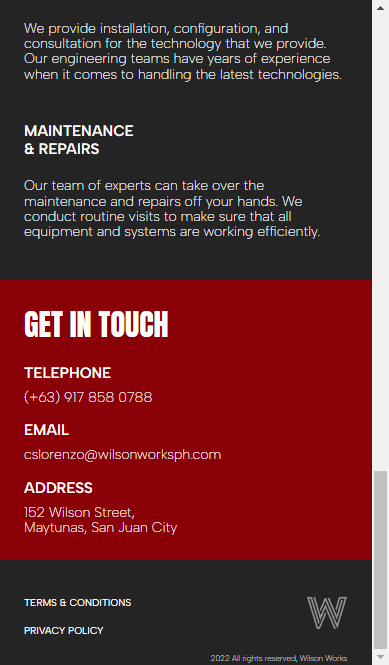 We provide installation, configuration, and
consultation for the technology that we provide.
Our engineering teams have years of experience
when it comes to handling the latest technologies.
MAINTENANCE
& REPAIRS
Our team of experts can take over the
maintenance and repairs off your hands. We
conduct routine visits to make sure that all
equipment and systems are working efficiently.
GET IN TOUCH
TELEPHONE
(+63) 917 858 0788
EMAIL
cslorenzo@wilsonworksph.com
ADDRESS
152 Wilson Street,
Maytunas, San Juan City
TERMS & CONDITIONS
W
PRIVACY POLICY
2022 All rights reserved, Wilson Works